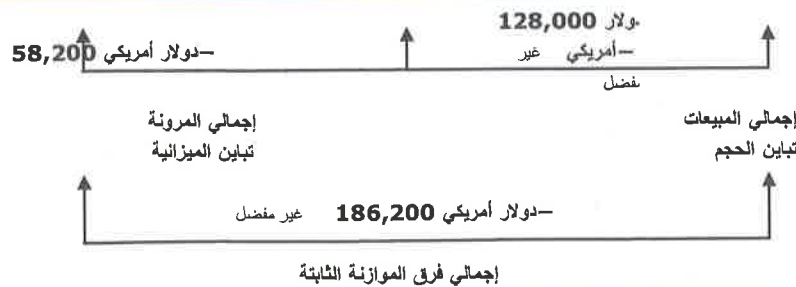 ولار 128,000
–أمريكي غير
–دولار أمريكي 58,200
مفضل
إجمالي المبيعات
تباين الحجم
إجمالي المرونة
تباين الميزانية
–دولار أمريكي 186,200 غير مفضل
إجمالي فرق الموازنة الثابتة